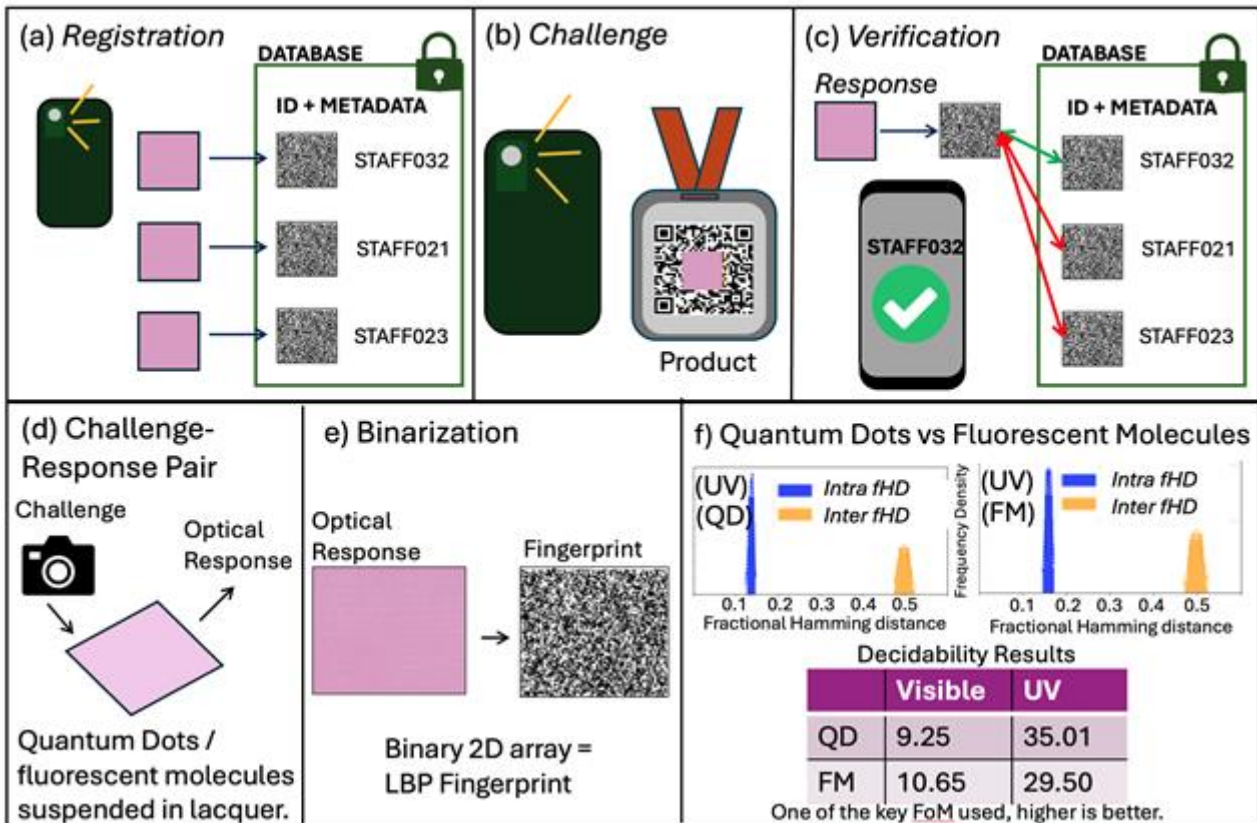 (a) Registration
DATABASE
ID + METADATA
STAFF032
STAFF021
STAFF023
(b) Challenge
Product
(c) Verification
DATABASE
Response
ID + METADATA
STAFF032
STAFF021
STAFF023
STAFF032
(d) Challenge-
Response Pair
Challenge
Optical
Response
Quantum Dots /
fluorescent molecules
suspended in lacquer.
e) Binarization
Optical
Response
Fingerprint
Binary 2D array =
LBP Fingerprint
f) Quantum Dots vs Fluorescent Molecules
(UV)
(QD)
Intra fHD
Inter fHD
0.1 0.2 0.3 0.4 0.5
Fractional Hamming distance
Frequency Density
(UV)
(FM)
Intra fHD
Inter fHD
0.1 0.2 0.3 0.4 0.5
Fractional Hamming distance
Decidability Results
Visible UV
QD 9.25 35.01
FM 10.65 29.50
One of the key FoM used, higher is better.